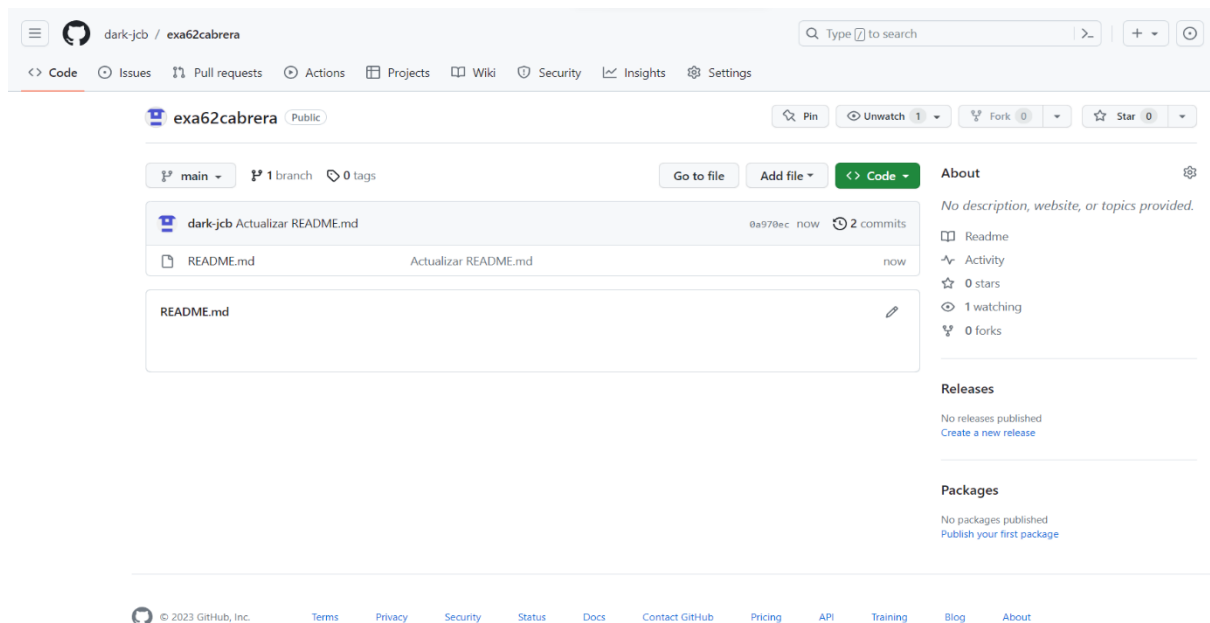 dark-jcb / exa62cabrera
Type / to search
Code Issues Pull requests Actions Projects Wiki Security Insights Settings
exa62cabrera Public
Pin Unwatch 1 Fork 0 Star 0
main 1 branch 0 tags
Go to file Add file Code
dark-jcb Actualizar README.md 0a970ec now 2 commits
README.md Actualizar README.md now
README.md
About
No description, website, or topics provided.
Readme
Activity
0 stars
1 watching
0 forks
Releases
No releases published
Create a new release
Packages
No packages published
Publish your first package
© 2023 GitHub, Inc. Terms Privacy Security Status Docs Contact GitHub Pricing API Training Blog About